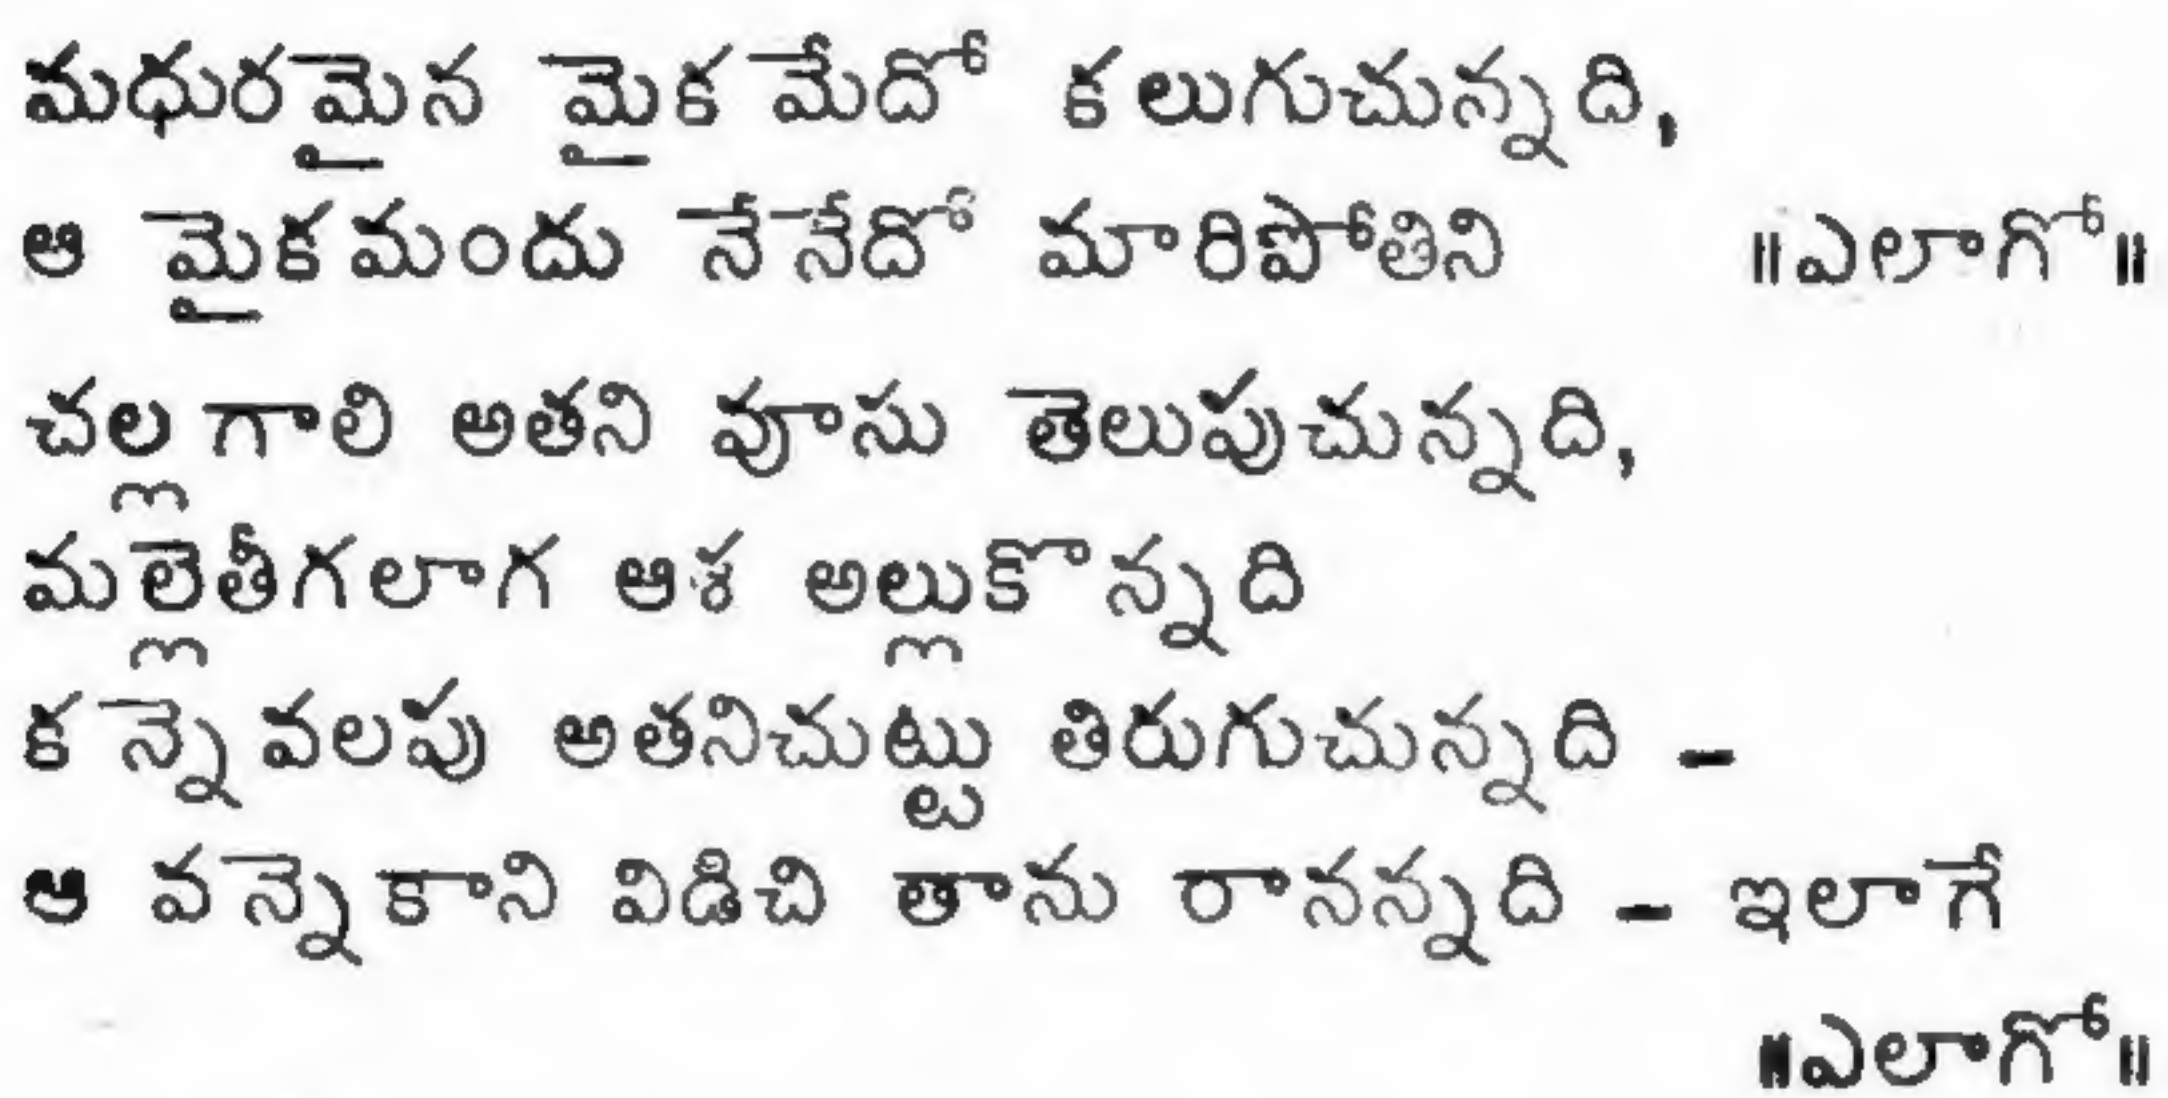 మధురమైన మైకమేదో కలుగుచున్నది,
ఆ మైకమందు నేనేదో మారిపోతిని ॥ఎలాగో॥
చల్లగాలి అతని వూసు తెలుపుచున్నది,
మల్లెతీగలాగ ఆశ అల్లుకొన్నది
కన్నెవలపు అతనిచుట్టు తిరుగుచున్నది -
ఆ వన్నెకాని విడిచి తాను రానన్నది - ఇలాగే
॥ఎలాగో॥